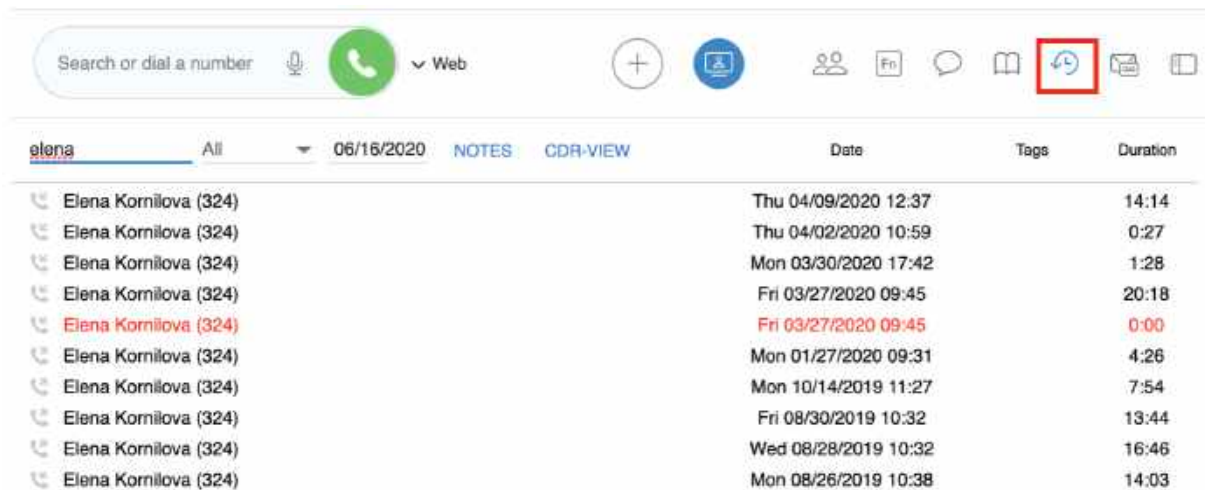 Search or dial a number Web Fn
elena All 06/16/2020 NOTES CDR-VIEW Date Tags Duration
Elena Kornilova (324) Thu 04/09/2020 12:37 14:14
Elena Kornilova (324) Thu 04/02/2020 10:59 0:27
Elena Kornilova (324) Mon 03/30/2020 17:42 1:28
Elena Kornilova (324) Fri 03/27/2020 09:45 20:18
Elena Kornilova (324) Fri 03/27/2020 09:45 0:00
Elena Kornilova (324) Mon 01/27/2020 09:31 4:26
Elena Kornilova (324) Mon 10/14/2019 11:27 7:54
Elena Kornilova (324) Fri 08/30/2019 10:32 13:44
Elena Kornilova (324) Wed 08/28/2019 10:32 16:46
Elena Kornilova (324) Mon 08/26/2019 10:38 14:03